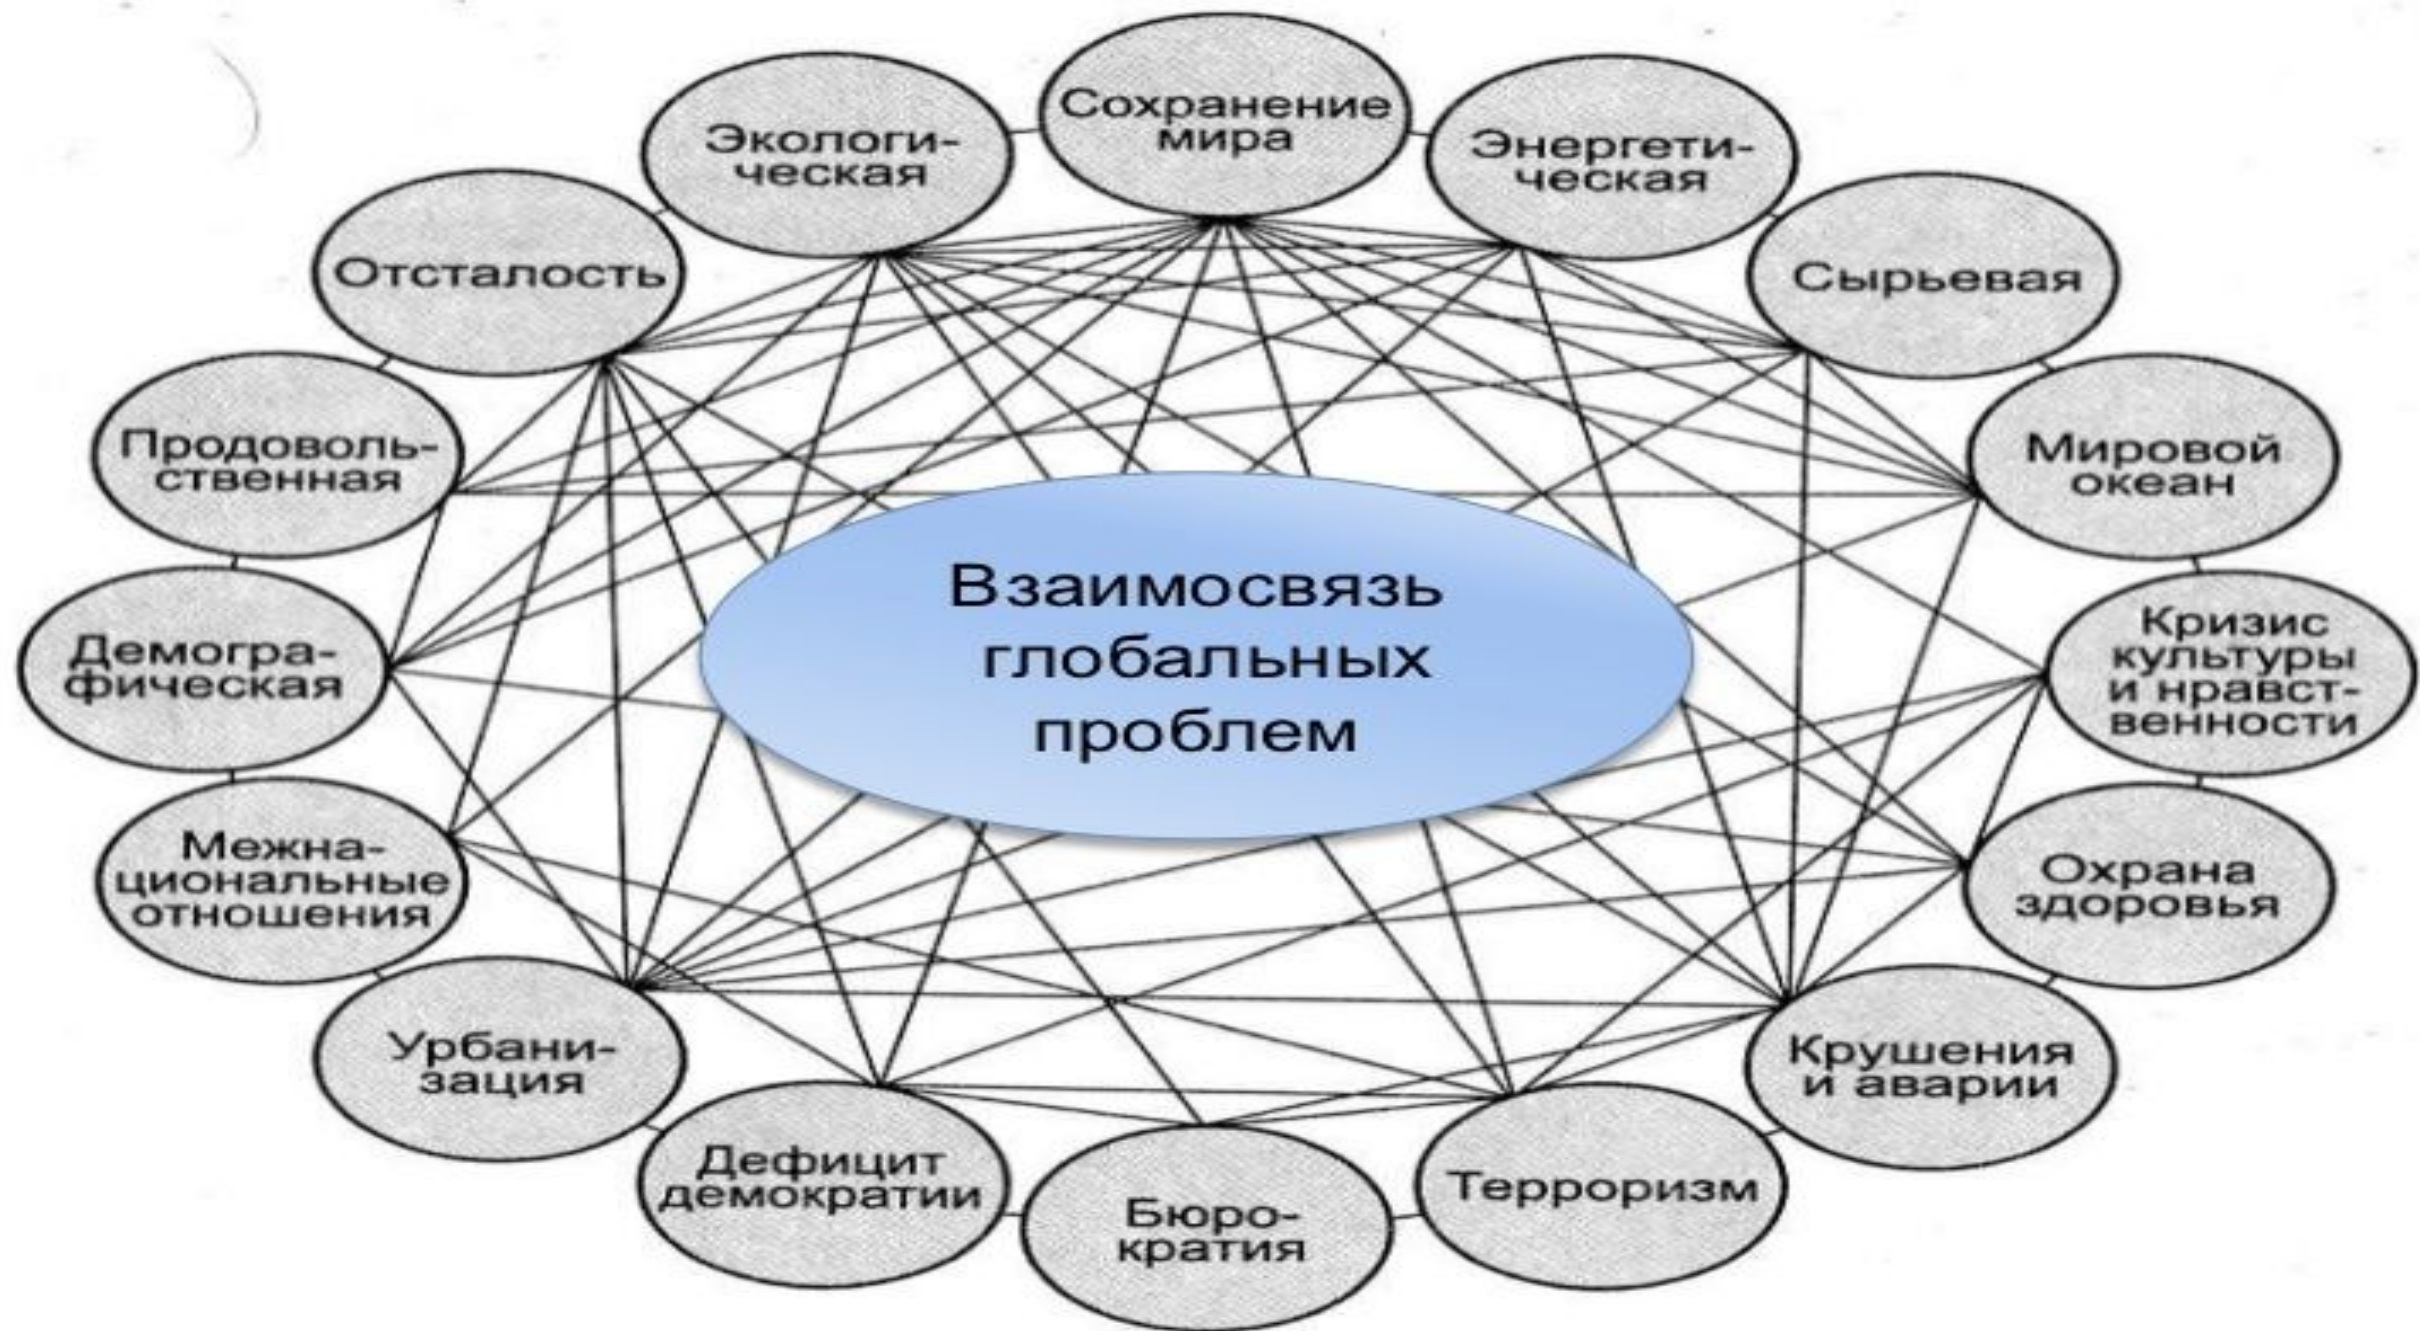 Сохранение
мира
Экологи-
ческая
Энергети-
ческая
Отсталость
Сырьевая
Продоволь-
ственная
Мировой
океан
Взаимосвязь
глобальных
проблем
Демогра-
фическая
Кризис
культуры
и нравст-
венности
Межна-
циональные
отношения
Охрана
здоровья
Урбани-
зация
Крушения
и аварии
Дефицит
демократии
Бюро-
кратия
Терроризм